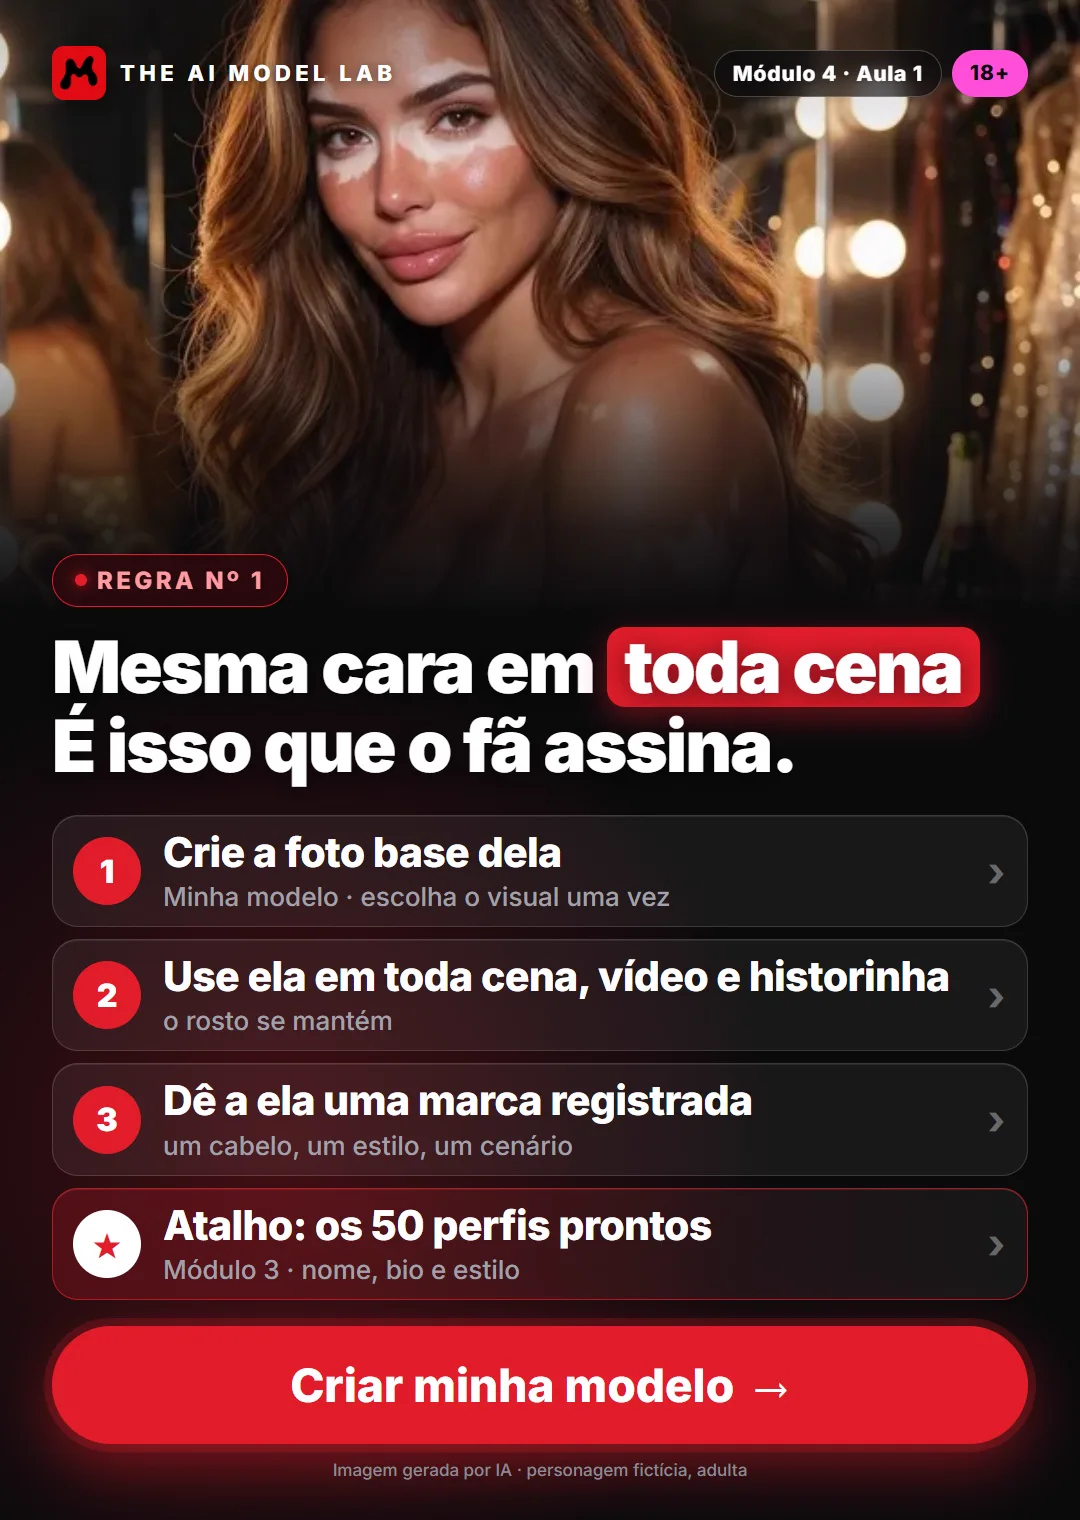 THE AI MODEL LAB
Módulo 4 · Aula 1
18+
REGRA Nº 1
Mesma cara em toda cena
É isso que o fã assina.
1
Crie a foto base dela
Minha modelo · escolha o visual uma vez
2
Use ela em toda cena, vídeo e historinha
o rosto se mantém
3
Dê a ela uma marca registrada
um cabelo, um estilo, um cenário
Atalho: os 50 perfis prontos
Módulo 3 · nome, bio e estilo
Criar minha modelo →
Imagem gerada por IA · personagem fictícia, adulta